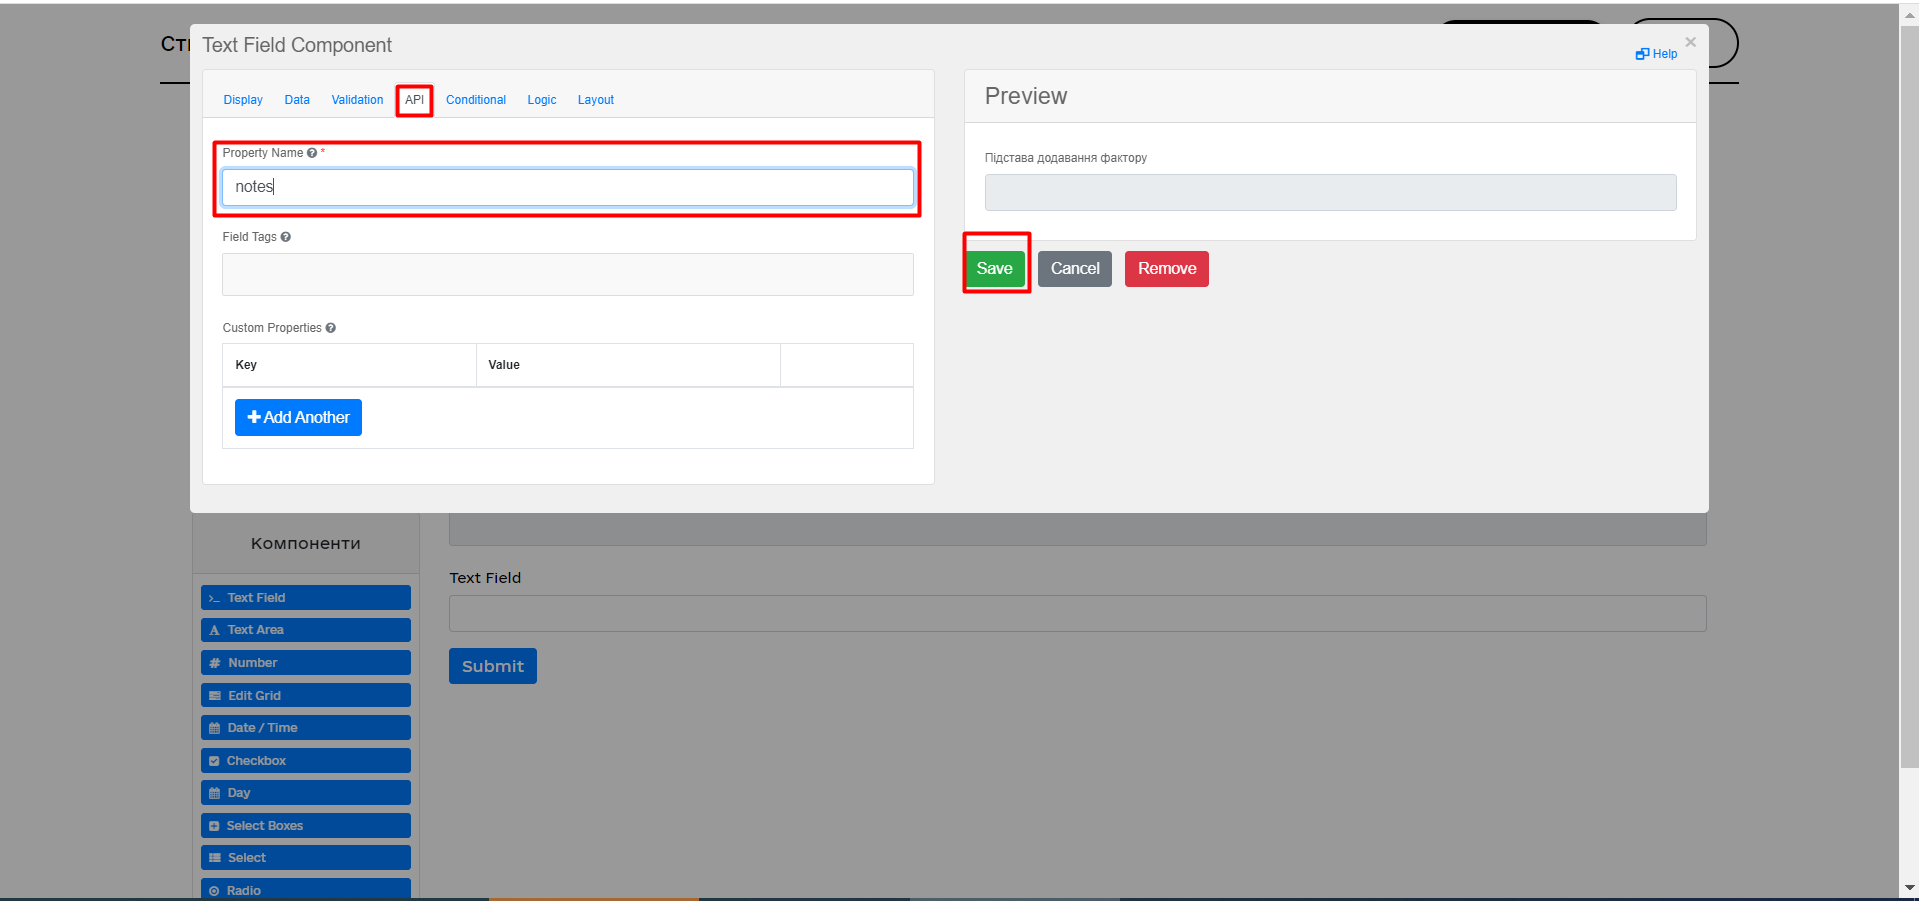 Text Field Component
Help
×
Display Data Validation API Conditional Logic Layout
Property Name *
notes
Field Tags
Custom Properties
Key Value
Add Another
Preview
Підстава додавання фактору
Save Cancel Remove
Компоненти
Text Field
Text Area
Number
Edit Grid
Date / Time
Checkbox
Day
Select Boxes
Select
Radio
Text Field
Submit